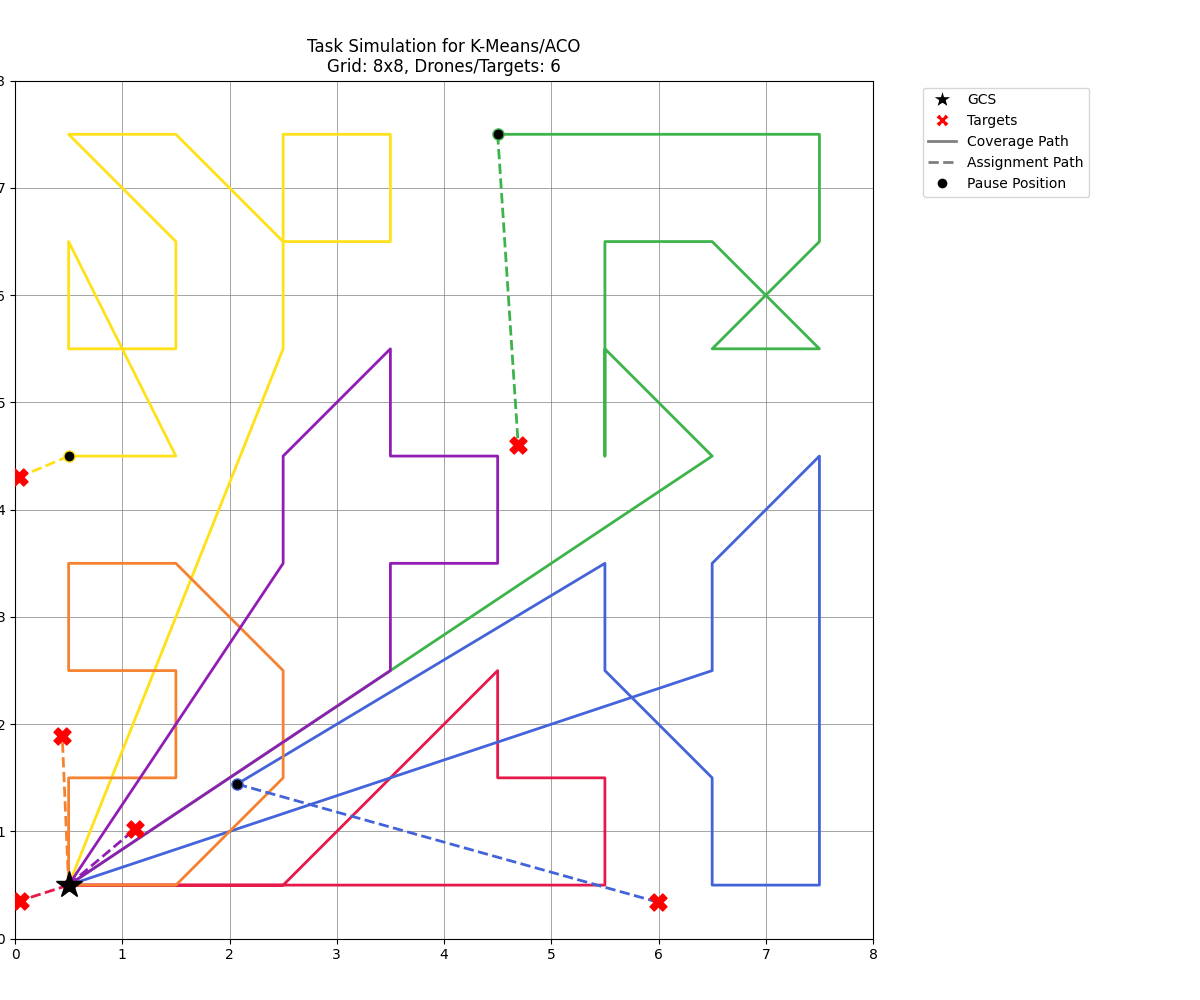 Task Simulation for K-Means/ACO
Grid: 8x8, Drones/Targets: 6
GCS
Targets
Coverage Path
Assignment Path
Pause Position
8
7
6
5
4
3
2
1
0
0 1 2 3 4 5 6 7 8